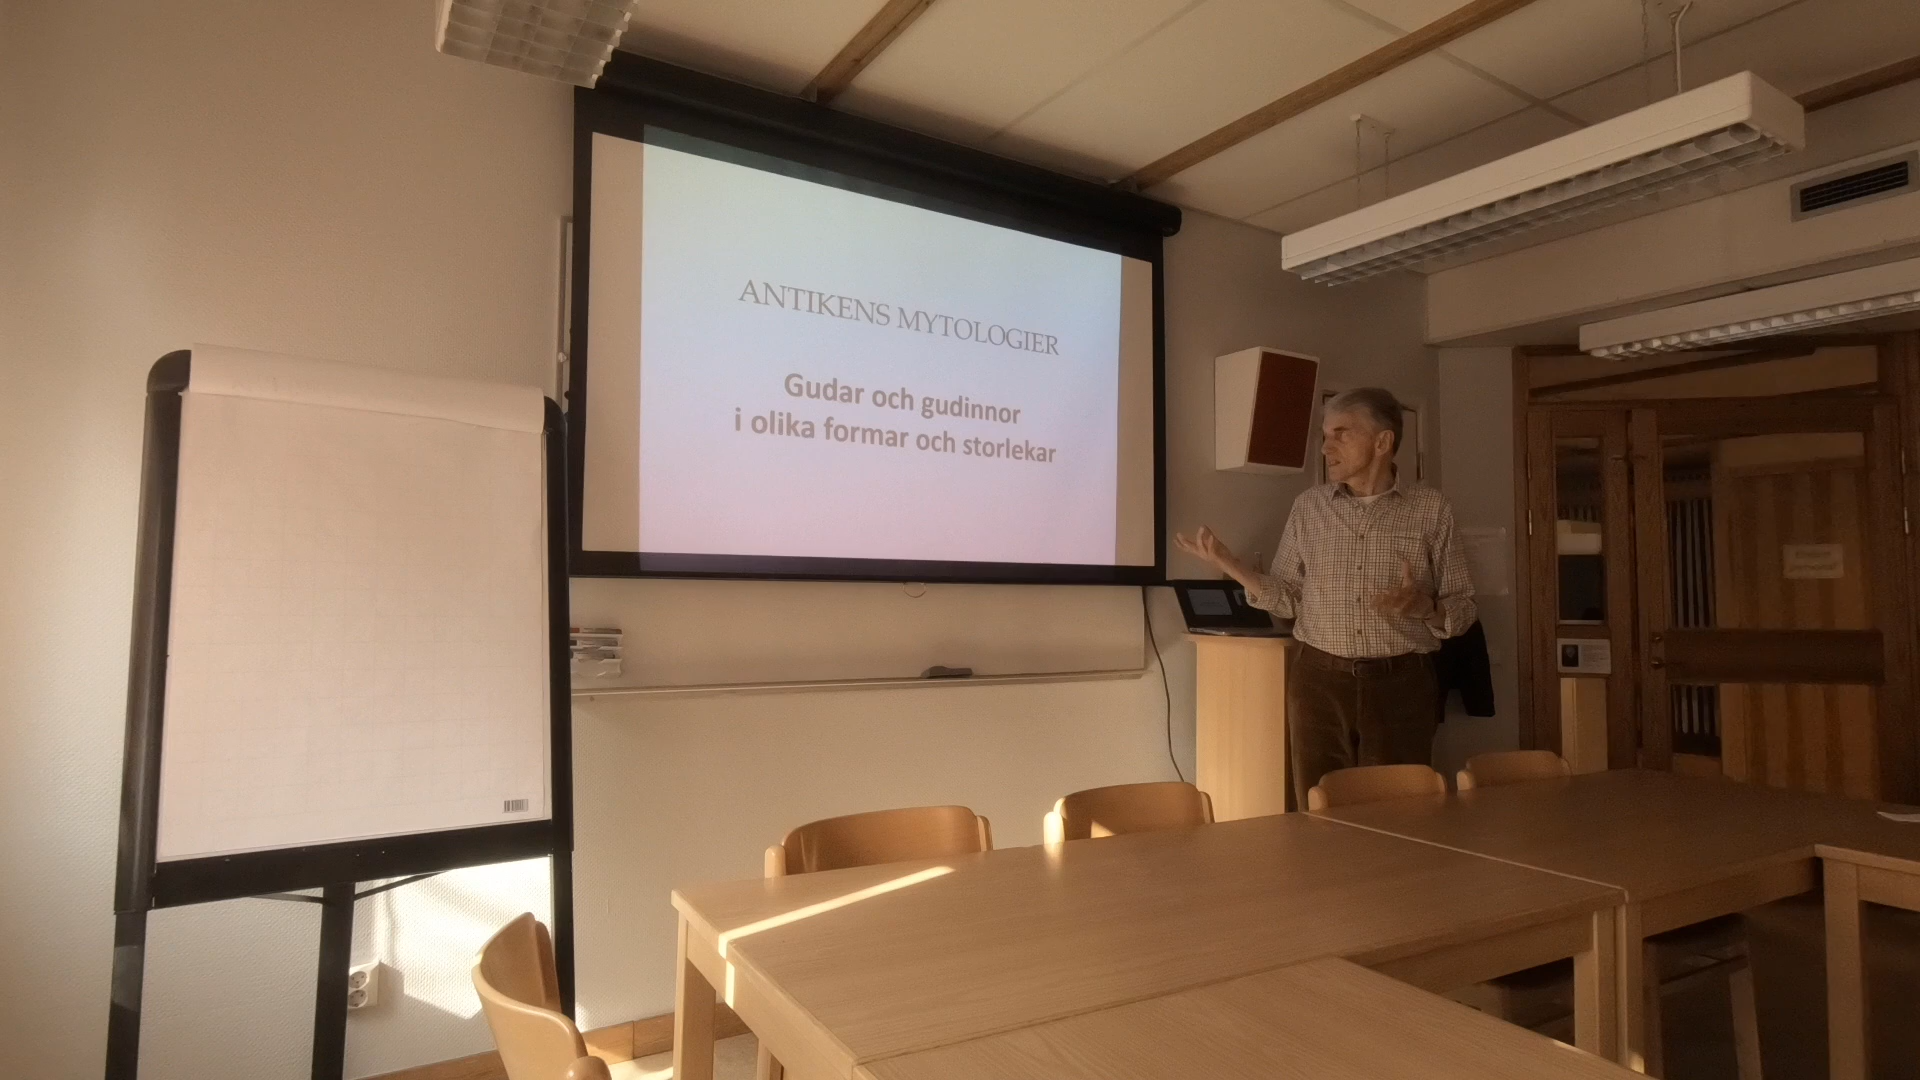 ANTIKENS MYTOLOGIER
Gudar och gudinnor
i olika formar och storlekar